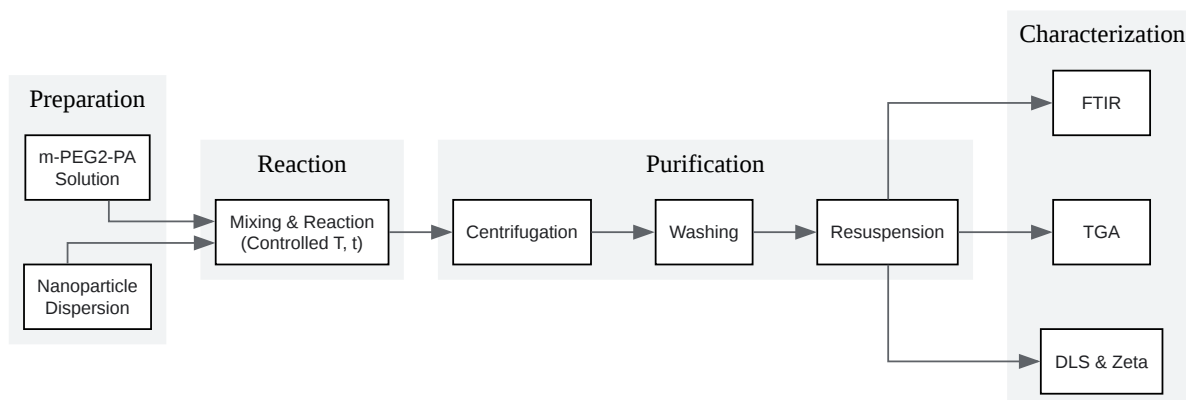 Preparation
m-PEG2-PA
Solution
Nanoparticle
Dispersion
Reaction
Mixing & Reaction
(Controlled T, t)
Purification
Centrifugation
Washing
Resuspension
Characterization
FTIR
TGA
DLS & Zeta